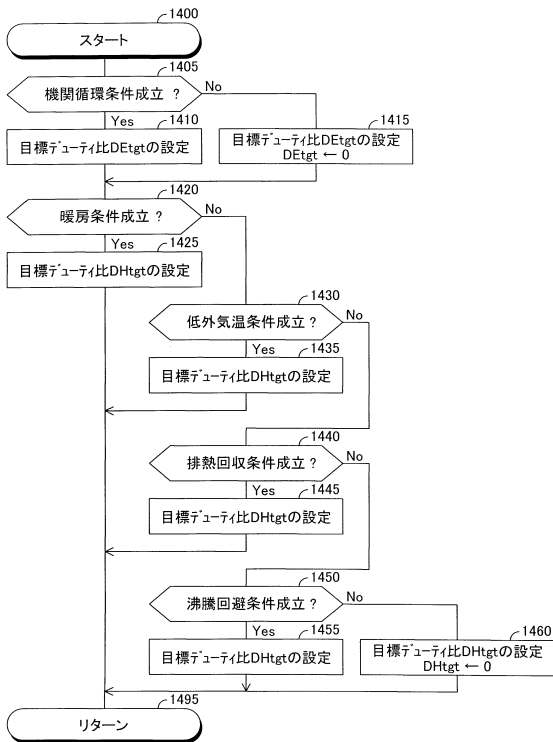 1400
スタート
1405
機関循環条件成立 ?
No
Yes
1410
目標デューティ比DEtgtの設定
1415
目標デューティ比DEtgtの設定
DEtgt ← 0
1420
暖房条件成立 ?
No
Yes
1425
目標デューティ比DHtgtの設定
1430
低外気温条件成立 ?
No
Yes
1435
目標デューティ比DHtgtの設定
1440
排熱回収条件成立 ?
No
Yes
1445
目標デューティ比DHtgtの設定
1450
沸騰回避条件成立 ?
No
Yes
1455
目標デューティ比DHtgtの設定
1460
目標デューティ比DHtgtの設定
DHtgt ← 0
1495
リターン